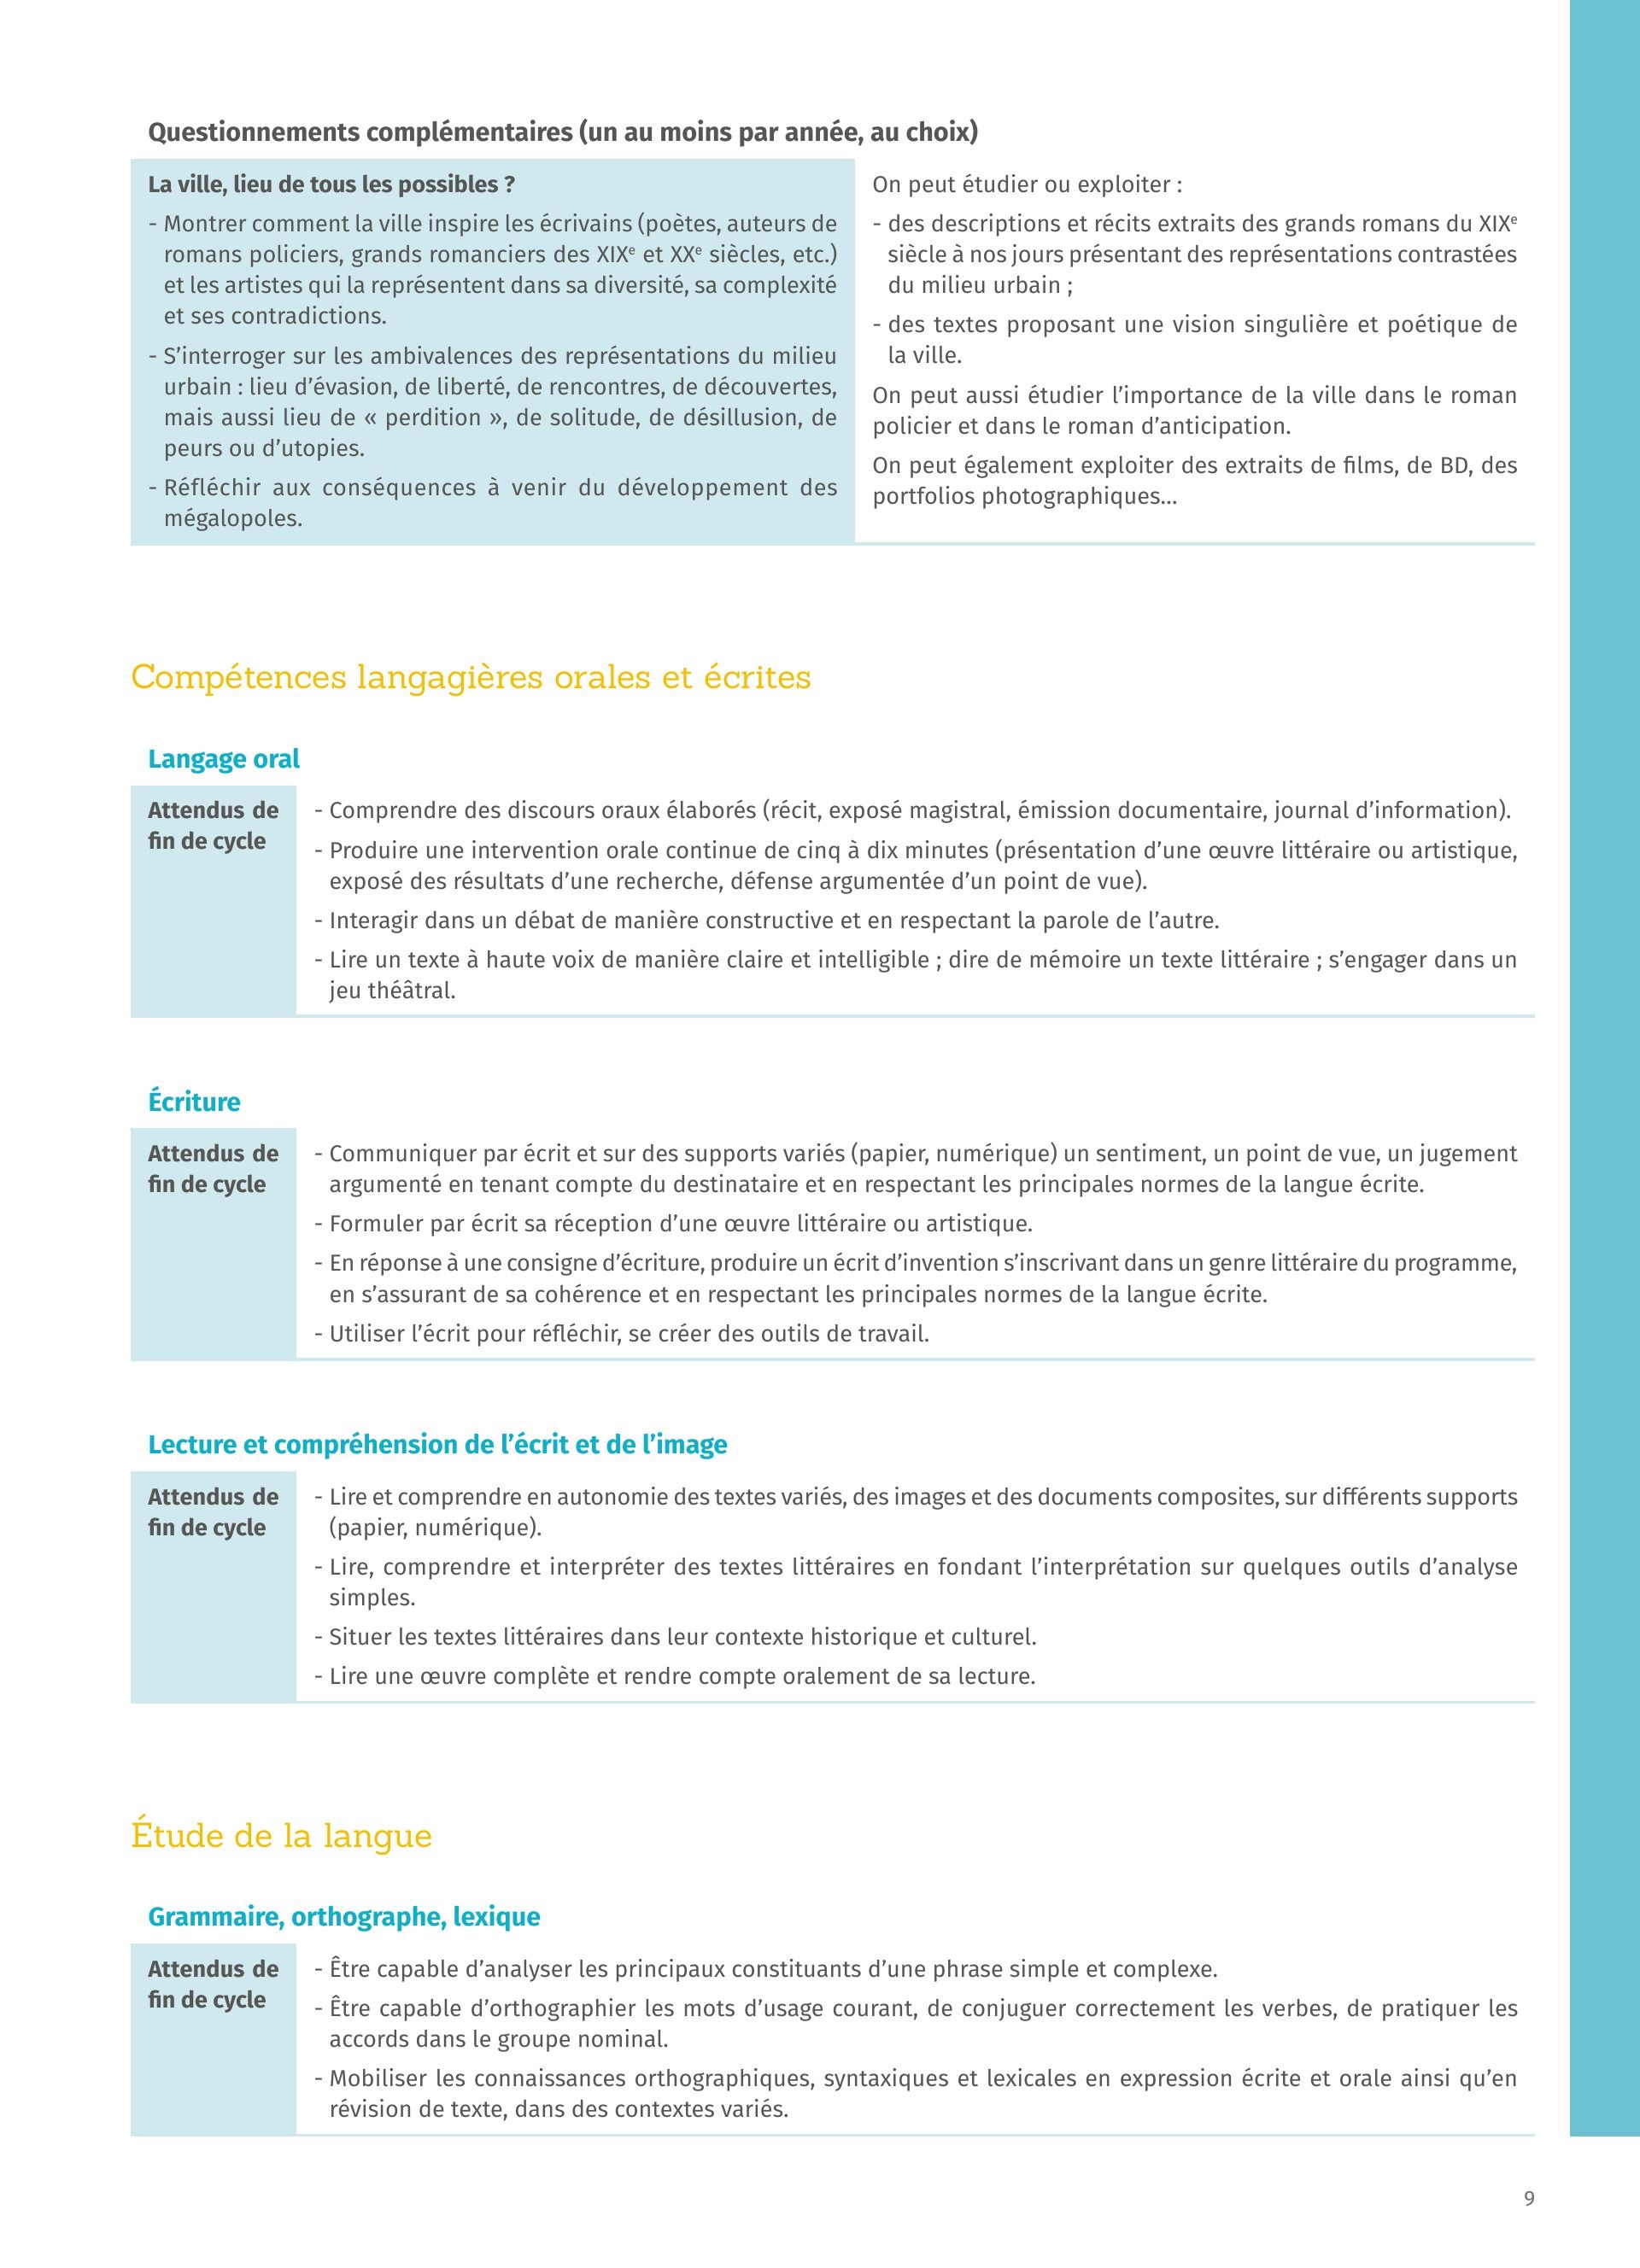 Questionnements complémentaires (un au moins par année, au choix)
La ville, lieu de tous les possibles ?
- Montrer comment la ville inspire les écrivains (poètes, auteurs de
romans policiers, grands romanciers des XIXe et XXe siècles, etc.)
et les artistes qui la représentent dans sa diversité, sa complexité
et ses contradictions.
- S’interroger sur les ambivalences des représentations du milieu
urbain : lieu d’évasion, de liberté, de rencontres, de découvertes,
mais aussi lieu de « perdition », de solitude, de désillusion, de
peurs ou d’utopies.
- Réfléchir aux conséquences à venir du développement des
mégalopoles.
On peut étudier ou exploiter :
- des descriptions et récits extraits des grands romans du XIXe
siècle à nos jours présentant des représentations contrastées
du milieu urbain ;
- des textes proposant une vision singulière et poétique de
la ville.
On peut aussi étudier l’importance de la ville dans le roman
policier et dans le roman d’anticipation.
On peut également exploiter des extraits de films, de BD, des
portfolios photographiques…
Compétences langagières orales et écrites
Langage oral
Attendus de
fin de cycle
- Comprendre des discours oraux élaborés (récit, exposé magistral, émission documentaire, journal d’information).
- Produire une intervention orale continue de cinq à dix minutes (présentation d’une œuvre littéraire ou artistique,
exposé des résultats d’une recherche, défense argumentée d’un point de vue).
- Interagir dans un débat de manière constructive et en respectant la parole de l’autre.
- Lire un texte à haute voix de manière claire et intelligible ; dire de mémoire un texte littéraire ; s’engager dans un
jeu théâtral.
Écriture
Attendus de
fin de cycle
- Communiquer par écrit et sur des supports variés (papier, numérique) un sentiment, un point de vue, un jugement
argumenté en tenant compte du destinataire et en respectant les principales normes de la langue écrite.
- Formuler par écrit sa réception d’une œuvre littéraire ou artistique.
- En réponse à une consigne d’écriture, produire un écrit d’invention s’inscrivant dans un genre littéraire du programme,
en s’assurant de sa cohérence et en respectant les principales normes de la langue écrite.
- Utiliser l’écrit pour réfléchir, se créer des outils de travail.
Lecture et compréhension de l’écrit et de l’image
Attendus de
fin de cycle
- Lire et comprendre en autonomie des textes variés, des images et des documents composites, sur différents supports
(papier, numérique).
- Lire, comprendre et interpréter des textes littéraires en fondant l’interprétation sur quelques outils d’analyse
simples.
- Situer les textes littéraires dans leur contexte historique et culturel.
- Lire une œuvre complète et rendre compte oralement de sa lecture.
Étude de la langue
Grammaire, orthographe, lexique
Attendus de
fin de cycle
- Être capable d’analyser les principaux constituants d’une phrase simple et complexe.
- Être capable d’orthographier les mots d’usage courant, de conjuguer correctement les verbes, de pratiquer les
accords dans le groupe nominal.
- Mobiliser les connaissances orthographiques, syntaxiques et lexicales en expression écrite et orale ainsi qu’en
révision de texte, dans des contextes variés.
9